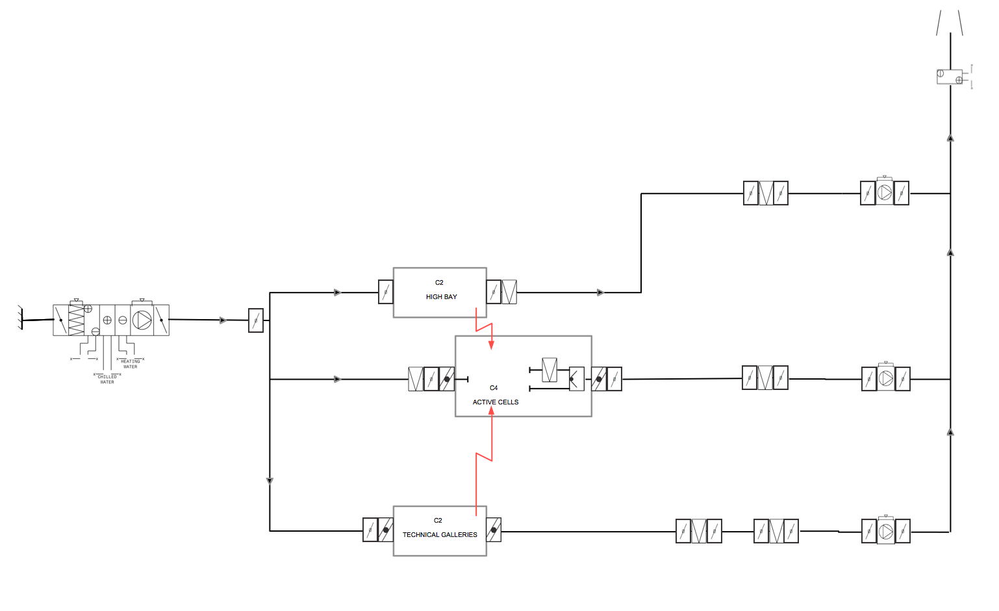 C2
HIGH BAY
C4
ACTIVE CELLS
C2
TECHNICAL GALLERIES
x
x
x
x
HEATING
WATER
x
x
CHILLED
WATER